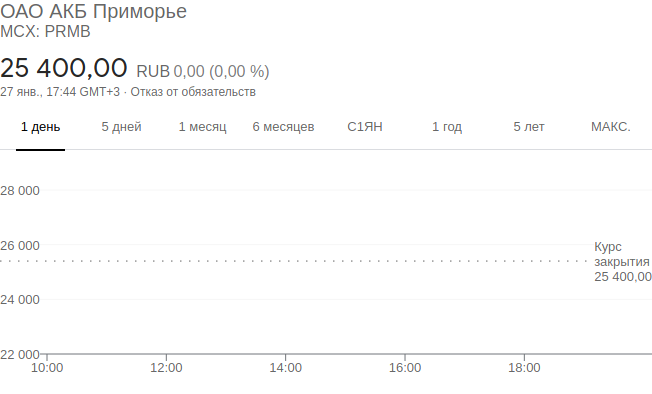 ОАО АКБ Приморье
MCX: PRMB
25 400,00 RUB 0,00 (0,00 %)
27 янв., 17:44 GMT+3 · Отказ от обязательств
1 день 5 дней 1 месяц 6 месяцев С1ЯН 1 год 5 лет МАКС.
28 000
26 000
Курс
закрытия
25 400,00
24 000
22 000
10:00 12:00 14:00 16:00 18:00